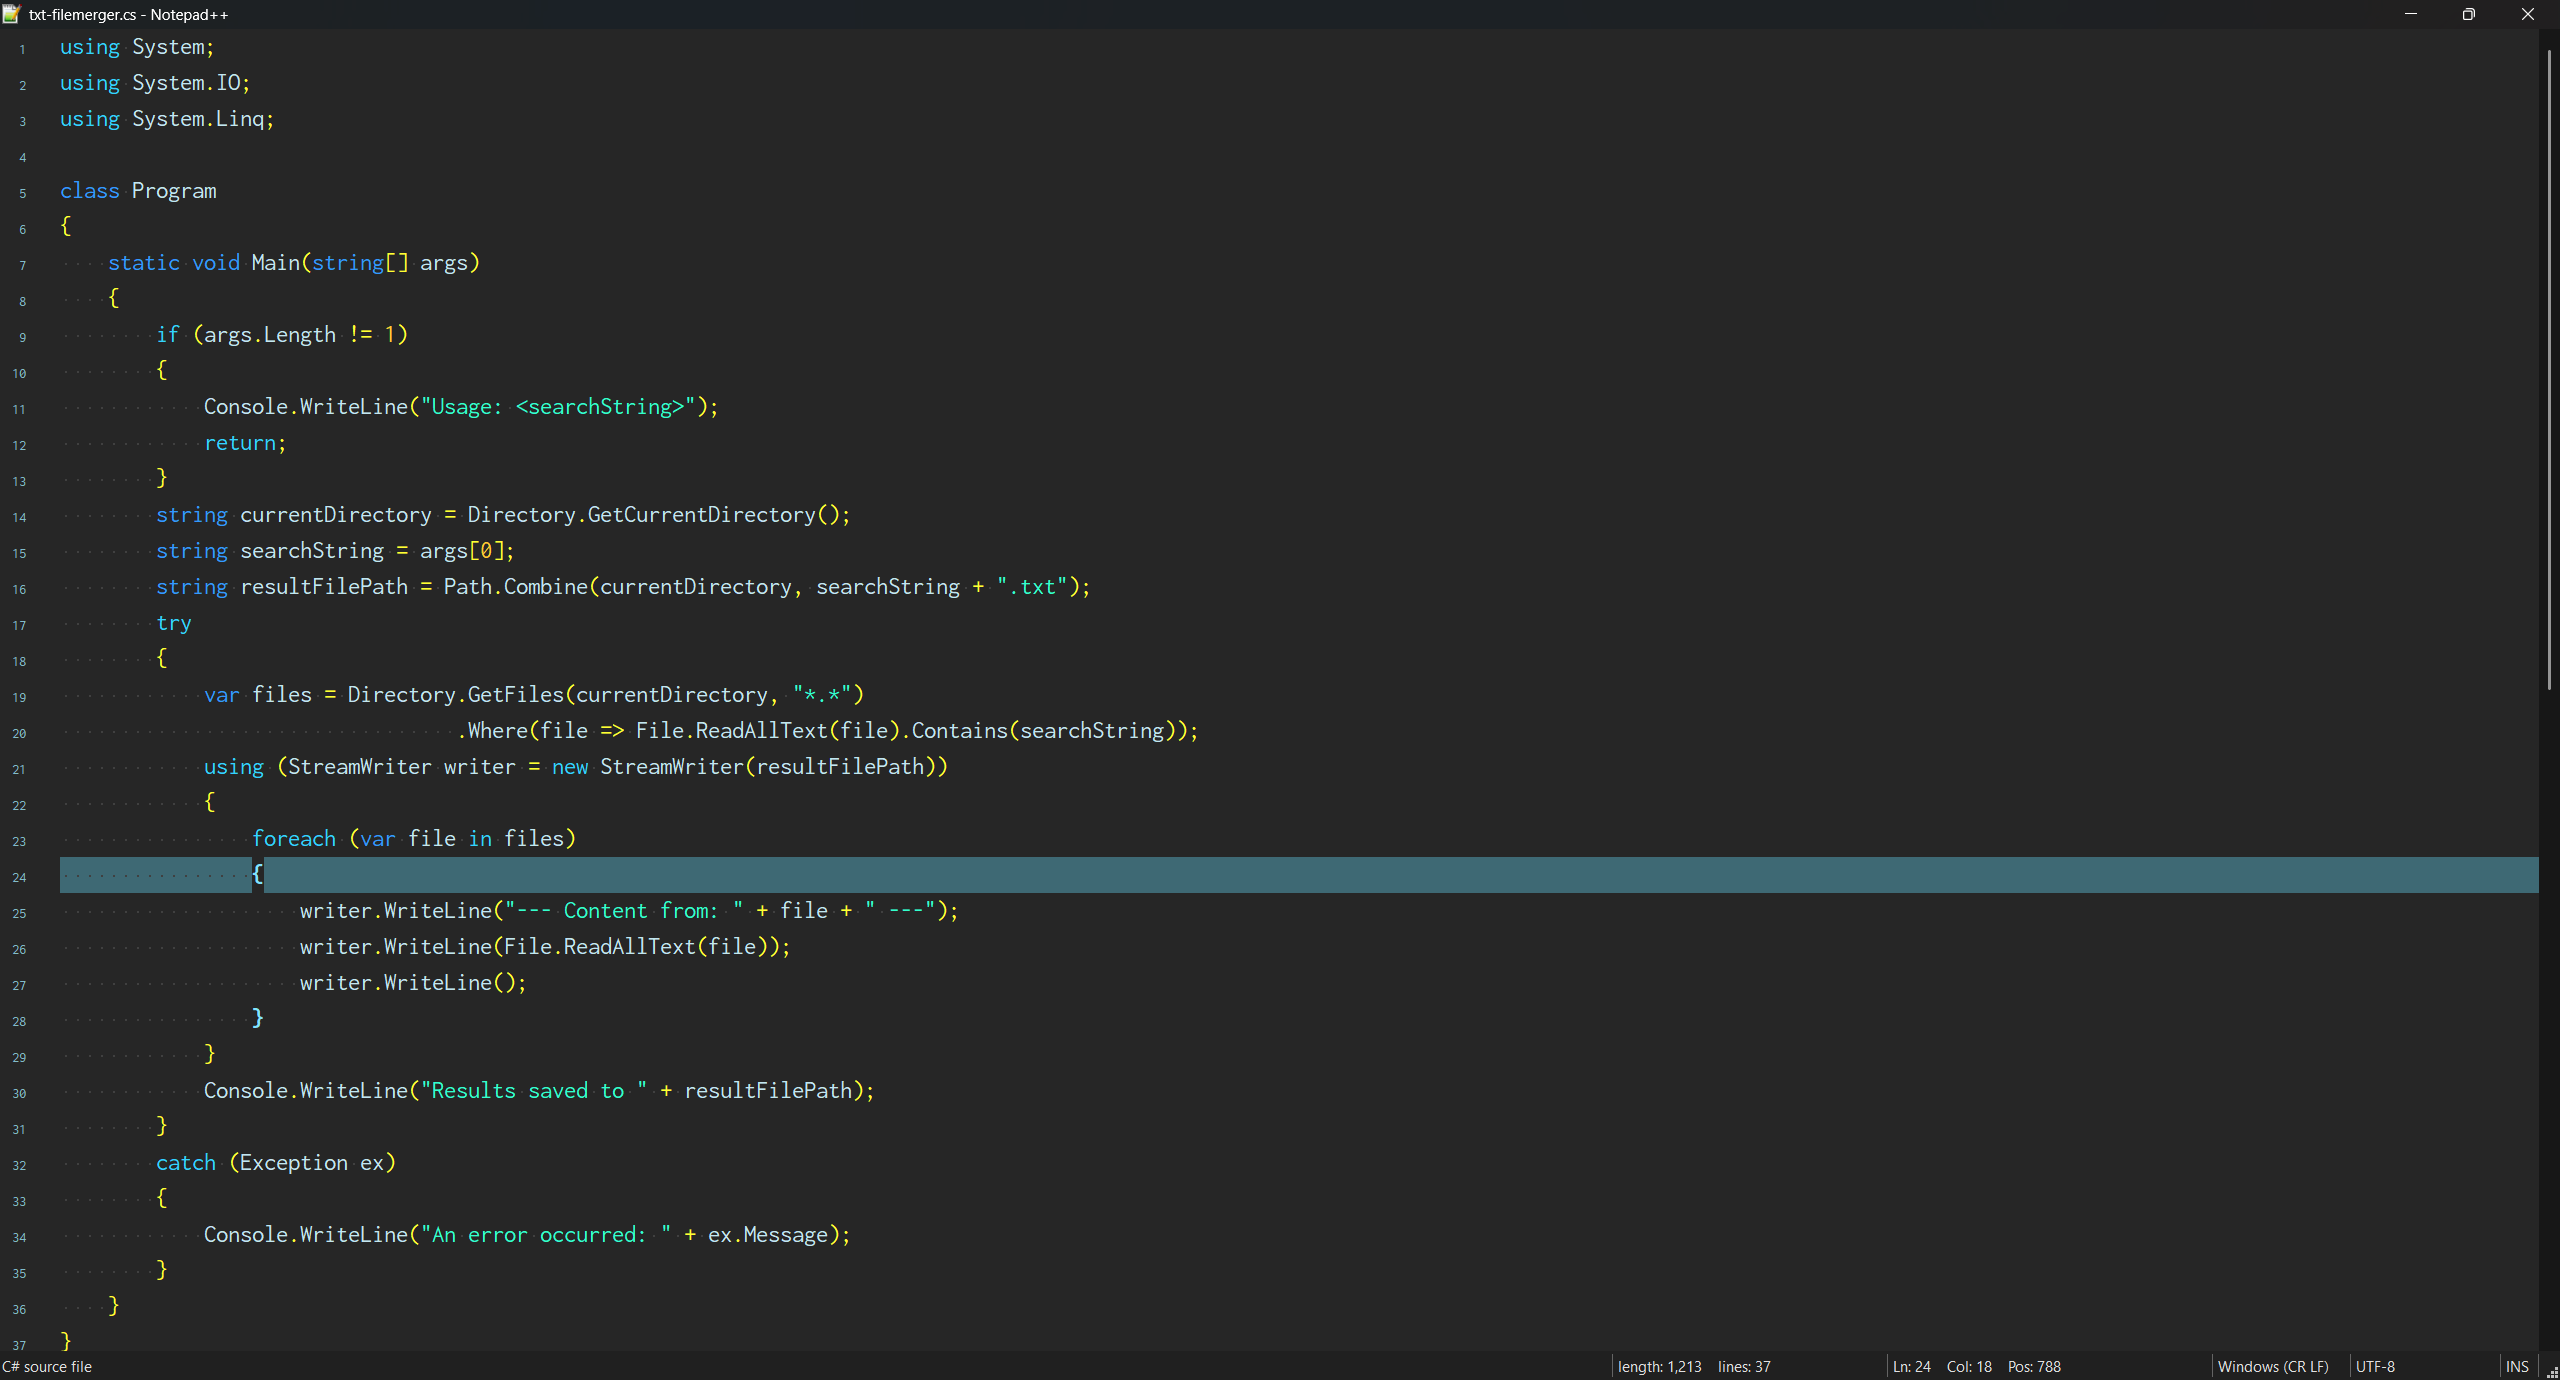 txt-filemerger.cs - Notepad++
1 using System;
2 using System.IO;
3 using System.Linq;
4
5 class Program
6 {
7     static void Main(string[] args)
8     {
9         if (args.Length != 1)
10         {
11             Console.WriteLine("Usage: <searchString>");
12             return;
13         }
14         string currentDirectory = Directory.GetCurrentDirectory();
15         string searchString = args[0];
16         string resultFilePath = Path.Combine(currentDirectory, searchString + ".txt");
17         try
18         {
19             var files = Directory.GetFiles(currentDirectory, "*.*")
20                                  .Where(file => File.ReadAllText(file).Contains(searchString));
21             using (StreamWriter writer = new StreamWriter(resultFilePath))
22             {
23                 foreach (var file in files)
24                 {
25                     writer.WriteLine("--- Content from: " + file + " ---");
26                     writer.WriteLine(File.ReadAllText(file));
27                     writer.WriteLine();
28                 }
29             }
30             Console.WriteLine("Results saved to " + resultFilePath);
31         }
32         catch (Exception ex)
33         {
34             Console.WriteLine("An error occurred: " + ex.Message);
35         }
36     }
37 }
C# source file length: 1,213 lines: 37 Ln: 24 Col: 18 Pos: 788 Windows (CR LF) UTF-8 INS